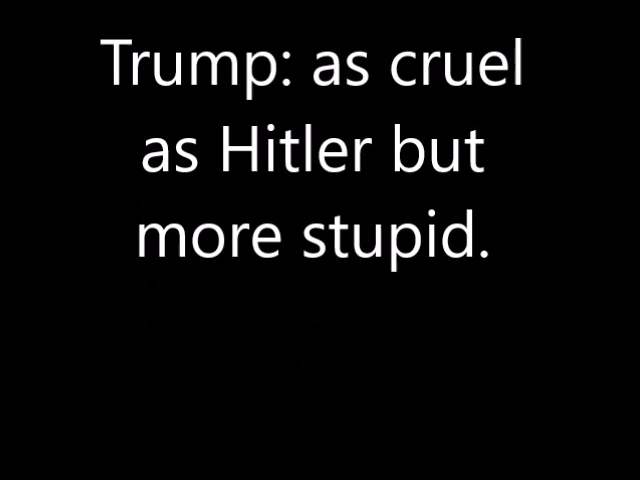 Trump: as cruel
as Hitler but
more stupid.